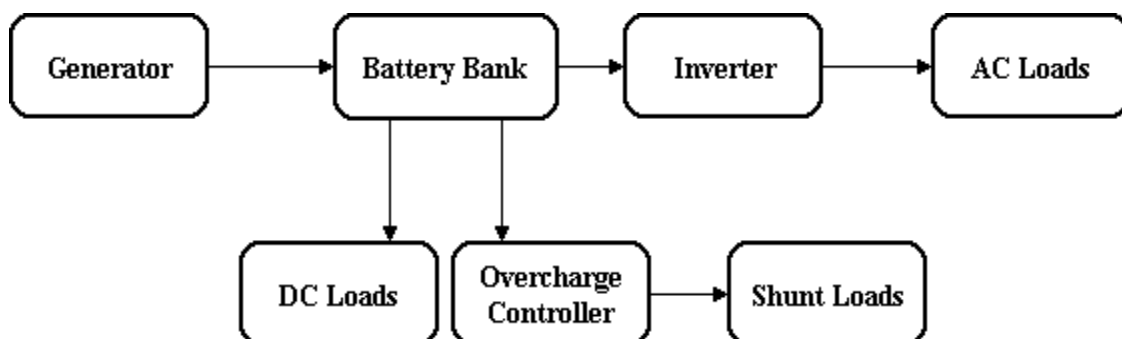 Generator
Battery Bank
Inverter
AC Loads
DC Loads
Overcharge
Controller
Shunt Loads